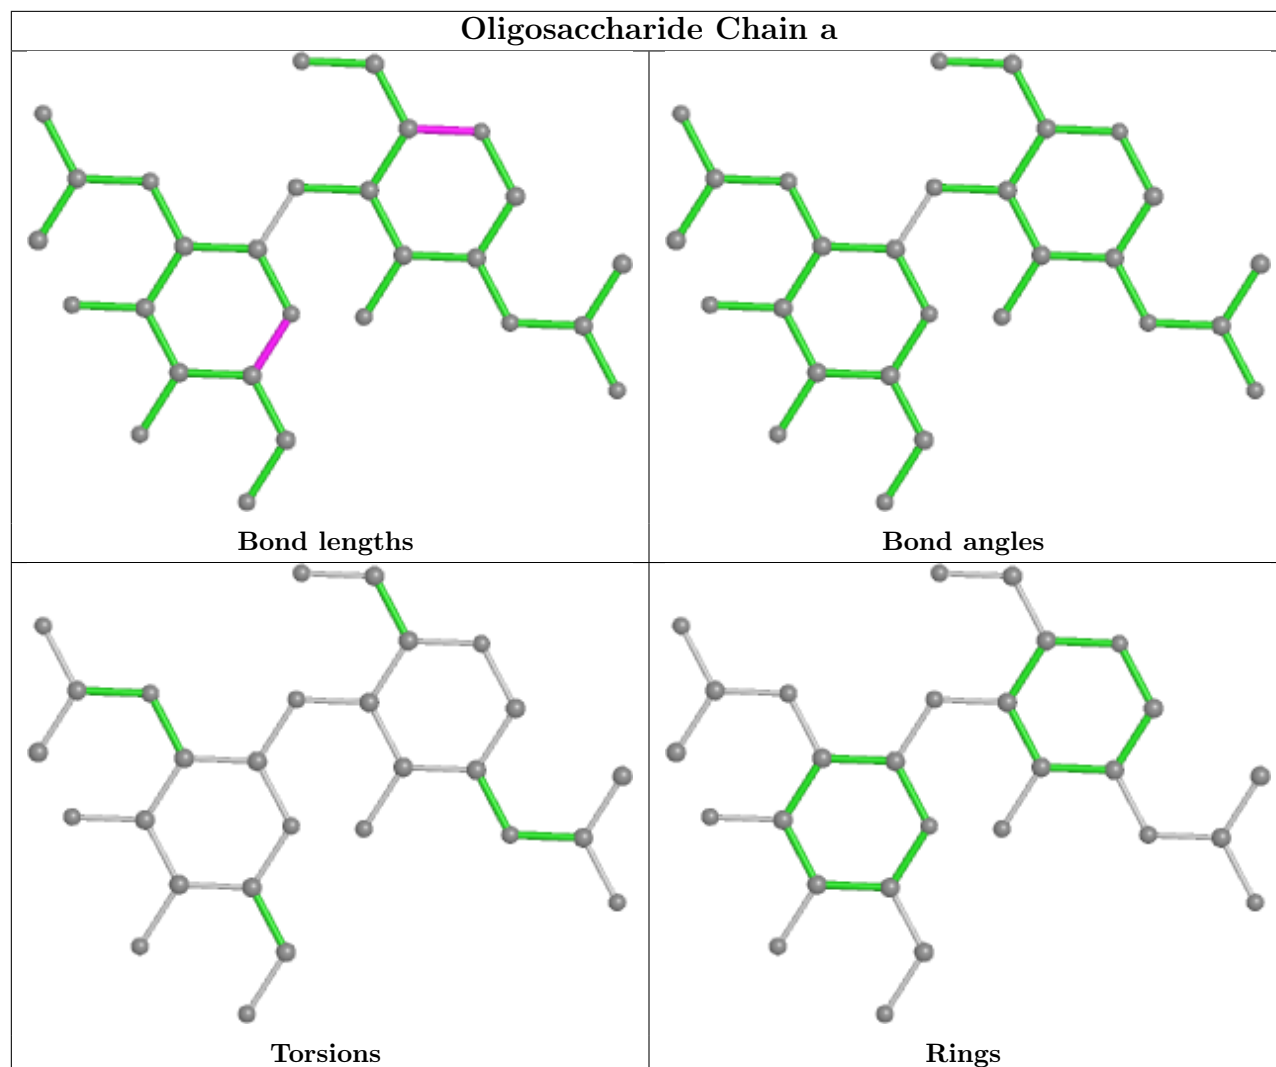 Oligosaccharide Chain a
Bond lengths
Bond angles
Torsions
Rings